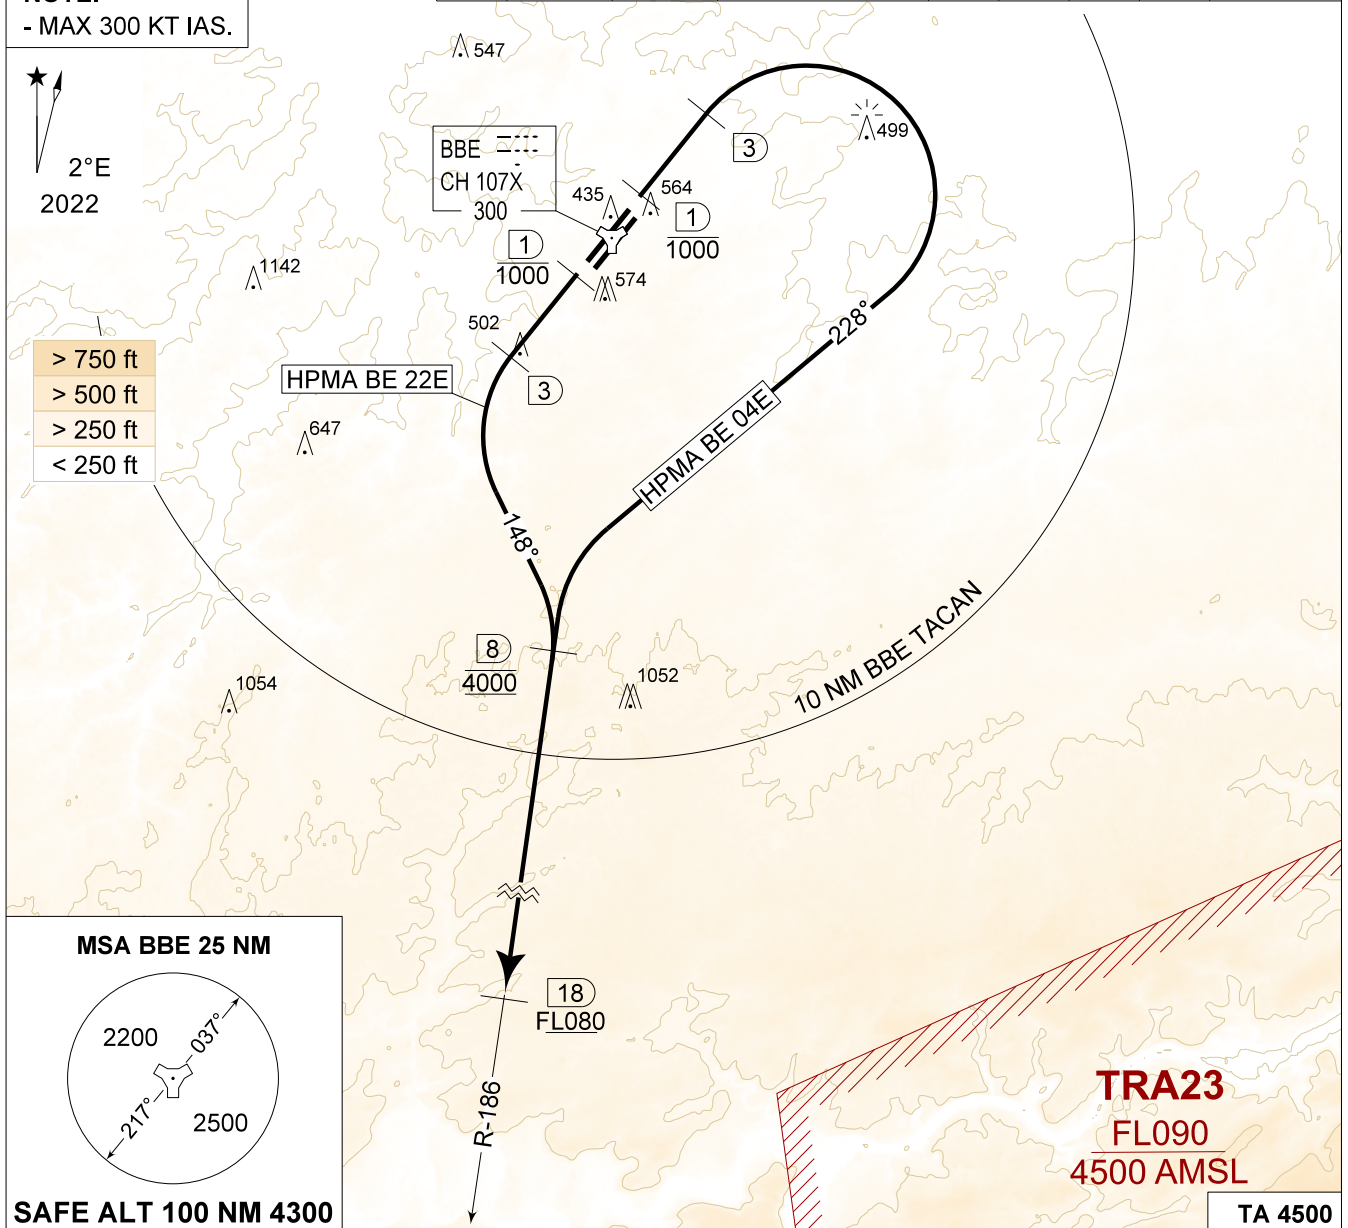 - MAX 300 KT IAS.
547
2°E
2022
499
3
BBE
CH 107X
300
435
564
1
1000
1
1000
574
1142
502
> 750 ft
> 500 ft
> 250 ft
< 250 ft
HPMA BE 22E
3
228°
647
HPMA BE 04E
148°
10 NM BBE TACAN
8
4000
1054
1052
MSA BBE 25 NM
2200
037°
217°
2500
SAFE ALT 100 NM 4300
18
FL080
R-186
TRA23
FL090
4500 AMSL
TA 4500